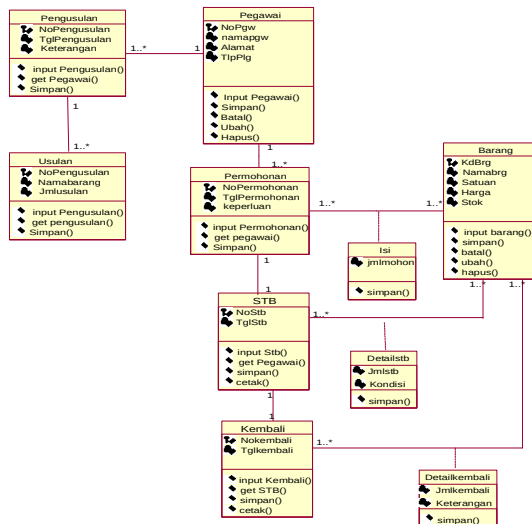 Pengusulan
NoPengusulan
TglPengusulan
Keterangan
input Pengusulan()
get Pegawai()
Simpan()
1..*
1
Pegawai
NoPgw
namapgw
Alamat
TlpPlg
Input Pegawai()
Simpan()
Batal()
Ubah()
Hapus()
1
1..*
Usulan
NoPengusulan
Namabarang
Jmlusulan
input Pengusulan()
get pengusulan()
Simpan()
1
1..*
Permohonan
NoPermohonan
TglPermohonan
keperluan
input Permohonan()
get pegawai()
Simpan()
1..*
1..*
Barang
KdBrg
Namabrg
Satuan
Harga
Stok
input barang()
simpan()
batal()
ubah()
hapus()
1..*
1..*
Isi
jmlmohon
simpan()
1
1
STB
NoStb
TglStb
input Stb()
get Pegawai()
simpan()
cetak()
1..*
Detailstb
Jmlstb
Kondisi
simpan()
1
1
Kembali
Nokembali
Tglkembali
input Kembali()
get STB()
simpan()
cetak()
1..*
Detailkembali
Jmlkembali
Keterangan
simpan()